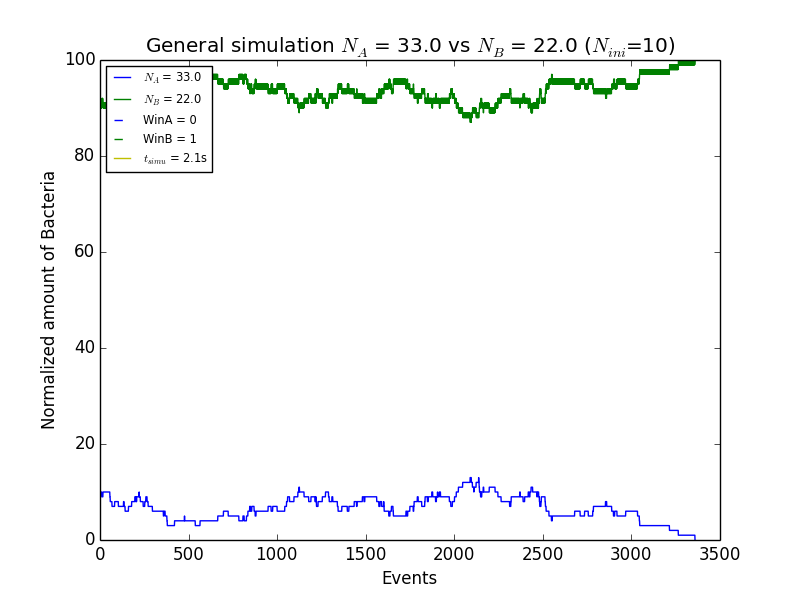 General simulation N_A = 33.0 vs N_B = 22.0 (N_ini=10)
Normalized amount of Bacteria
100
80
60
40
20
0
N_A = 33.0
N_B = 22.0
WinA = 0
WinB = 1
t_simu = 2.1s
0 500 1000 1500 2000 2500 3000 3500
Events